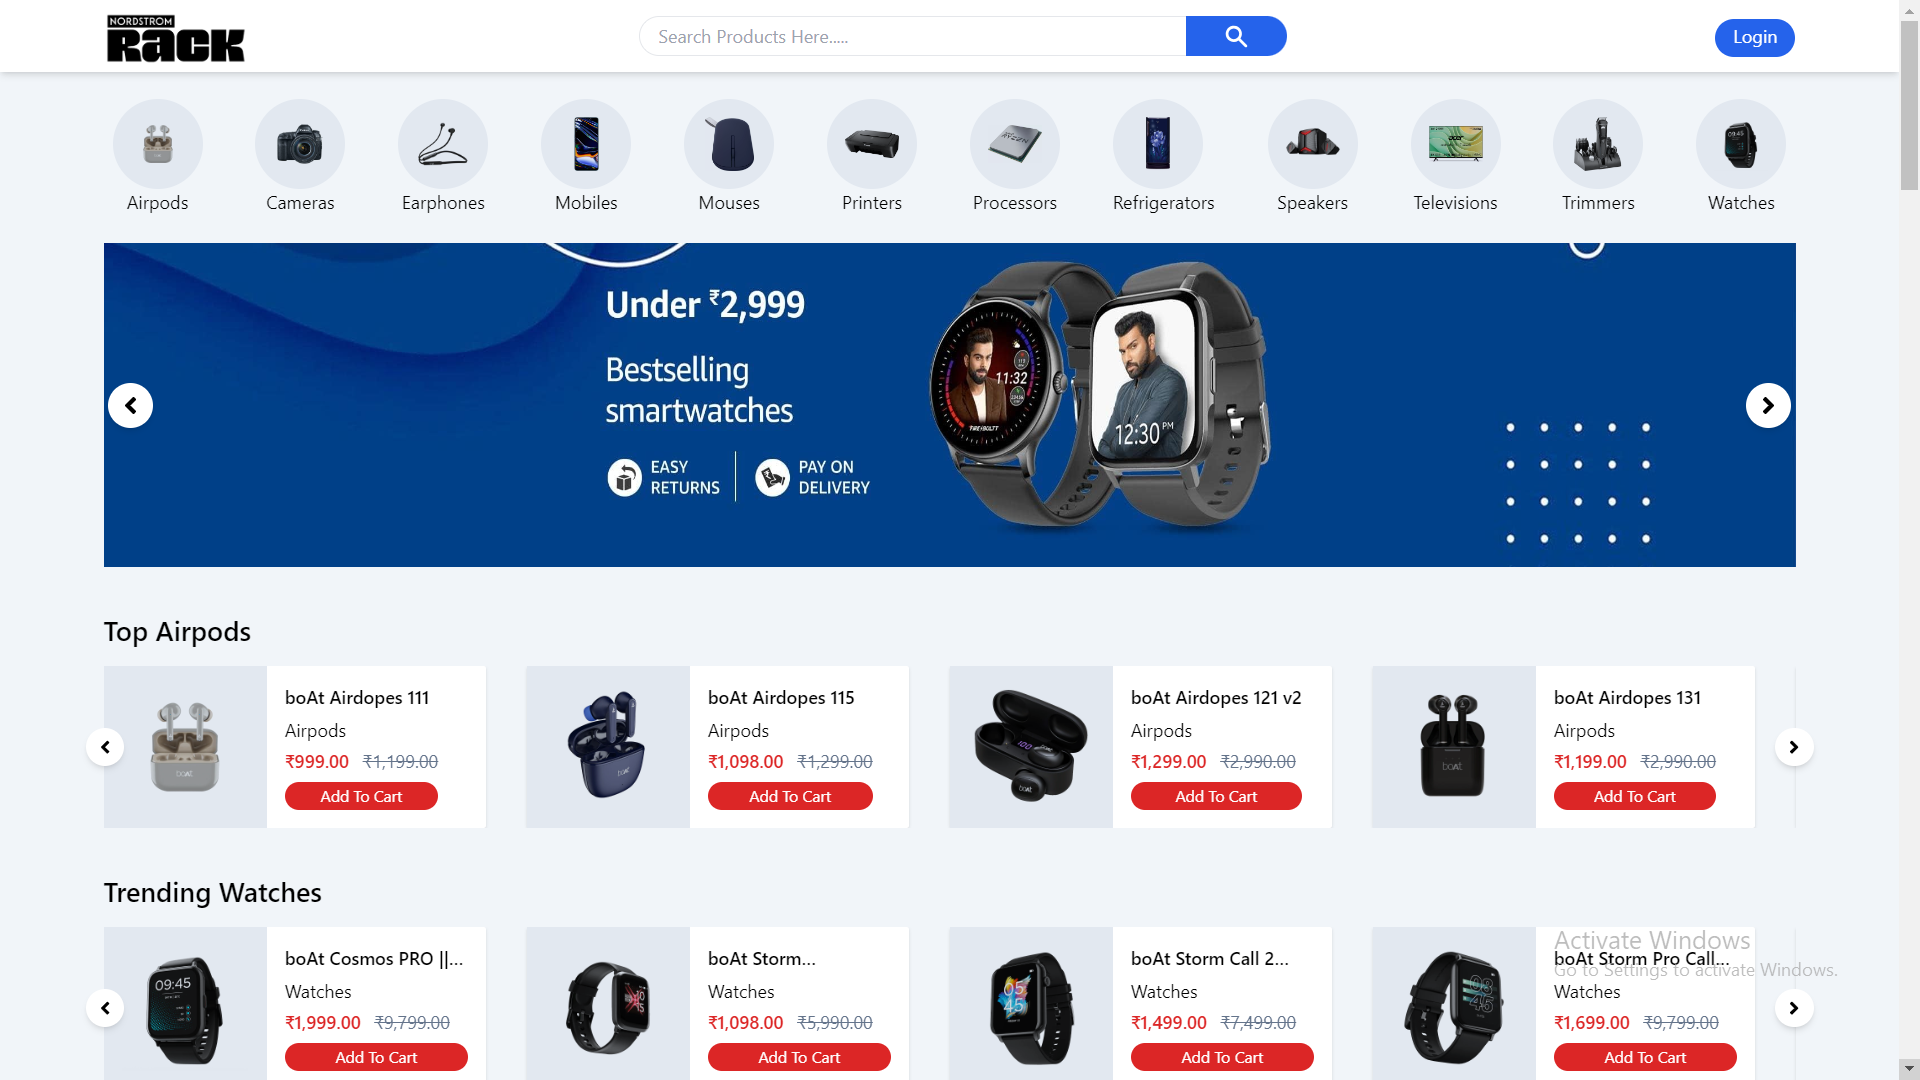 NORDSTROM
Rack
Search Products Here.....
Login
Airpods
Cameras
Earphones
Mobiles
Mouses
Printers
Processors
Refrigerators
Speakers
Televisions
Trimmers
Watches
Under ₹2,999
Bestselling
smartwatches
EASY
RETURNS
PAY ON
DELIVERY
11:32
FIRE-BOLTT
12:30 PM
Top Airpods
boAt Airdopes 111
Airpods
₹999.00 ₹1,199.00
Add To Cart
boAt Airdopes 115
Airpods
₹1,098.00 ₹1,299.00
Add To Cart
boAt Airdopes 121 v2
Airpods
₹1,299.00 ₹2,990.00
Add To Cart
boAt Airdopes 131
Airpods
₹1,199.00 ₹2,990.00
Add To Cart
Trending Watches
09:45
boAt Cosmos PRO ||...
Watches
₹1,999.00 ₹9,799.00
Add To Cart
boAt Storm...
Watches
₹1,098.00 ₹5,990.00
Add To Cart
05
45
boAt Storm Call 2...
Watches
₹1,499.00 ₹7,499.00
Add To Cart
08
45
boAt Storm Pro Call...
Watches
₹1,699.00 ₹9,799.00
Add To Cart
Activate Windows
Go to Settings to activate Windows.